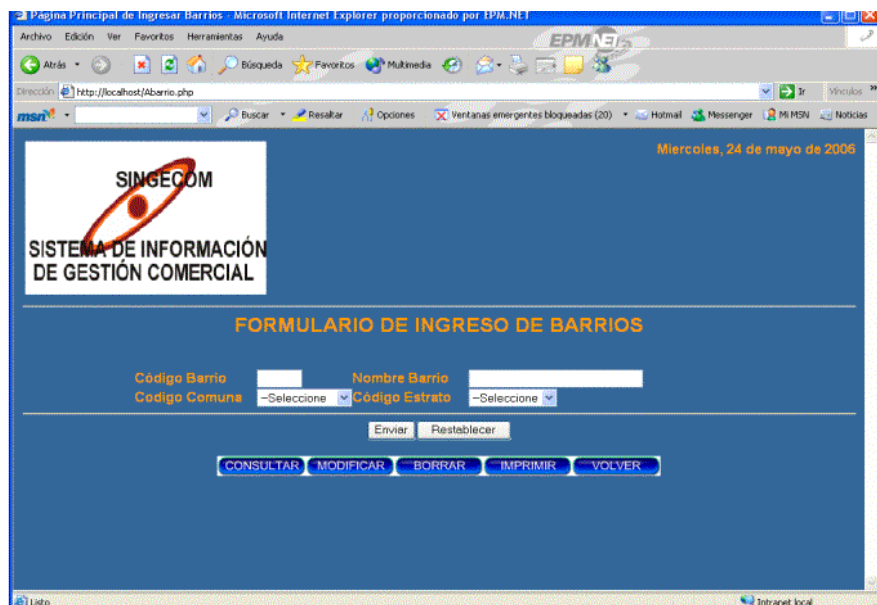 Página Principal de Ingresar Barrios - Microsoft Internet Explorer proporcionado por EPM.NET
Archivo Edición Ver Favoritos Herramientas Ayuda
EPM.NET
Atrás Búsqueda Favoritos Multimedia
Dirección http://localhost/Abarrio.php Ir Vínculos »
msn Buscar Resaltar Opciones Ventanas emergentes bloqueadas (20) Hotmail Messenger Mi MSN Noticias
Miercoles, 24 de mayo de 2006
SINGECOM
SISTEMA DE INFORMACIÓN
DE GESTIÓN COMERCIAL
FORMULARIO DE INGRESO DE BARRIOS
Código Barrio Nombre Barrio
Codigo Comuna --Seleccione Código Estrato --Seleccione
Enviar Restablecer
CONSULTAR MODIFICAR BORRAR IMPRIMIR VOLVER
Listo Intranet local